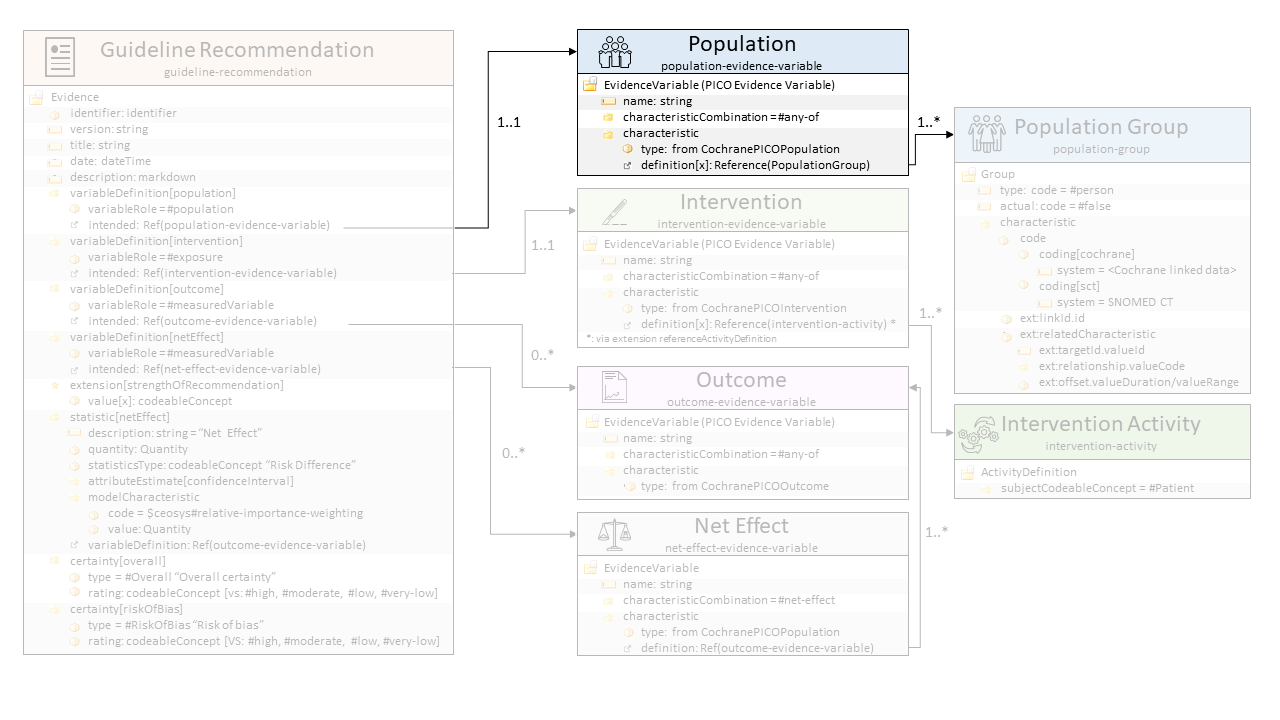 Guideline Recommendation
guideline-recommendation
Evidence
identifier: Identifier
version: string
title: string
date: dateTime
description: markdown
variableDefinition[population]
variableRole =#population
intended: Ref(population-evidence-variable)
variableDefinition[intervention]
variableRole =#exposure
intended: Ref(intervention-evidence-variable)
variableDefinition[outcome]
variableRole =#measuredVariable
intended: Ref(outcome-evidence-variable)
variableDefinition[netEffect]
variableRole =#measuredVariable
intended: Ref(net-effect-evidence-variable)
extension[strengthOfRecommendation]
value[x]: codeableConcept
statistic[netEffect]
description: string = “Net Effect”
quantity: Quantity
statisticsType: codeableConcept “Risk Difference”
attributeEstimate[confidenceInterval]
modelCharacteristic
code = $ceosys#relative-importance-weighting
value: Quantity
variableDefinition: Ref(outcome-evidence-variable)
certainty[overall]
type = #Overall “Overall certainty”
rating: codeableConcept [vs: #high, #moderate, #low, #very-low]
certainty[riskOfBias]
type = #RiskOfBias “Risk of bias”
rating: codeableConcept [VS: #high, #moderate, #low, #very-low]
1..1
1..1
0..*
0..*
Population
population-evidence-variable
EvidenceVariable (PICO Evidence Variable)
name: string
characteristicCombination =#any-of
characteristic
type: from CochranePICOPopulation
definition[x]: Reference(PopulationGroup)
Intervention
intervention-evidence-variable
EvidenceVariable (PICO Evidence Variable)
name: string
characteristicCombination =#any-of
characteristic
type: from CochranePICOIntervention
definition[x]: Reference(intervention-activity) *
*: via extension referenceActivityDefinition
Outcome
outcome-evidence-variable
EvidenceVariable (PICO Evidence Variable)
name: string
characteristicCombination =#any-of
characteristic
type: from CochranePICOOutcome
Net Effect
net-effect-evidence-variable
EvidenceVariable
name: string
characteristicCombination =#net-effect
characteristic
type: from CochranePICOPopulation
definition: Ref(outcome-evidence-variable)
1..*
1..*
1..*
Population Group
population-group
Group
type: code = #person
actual: code = #false
characteristic
code
coding[cochrane]
system = <Cochrane linked data>
coding[sct]
system = SNOMED CT
ext:linkId.id
ext:relatedCharacteristic
ext:targetId.valueId
ext:relationship.valueCode
ext:offset.valueDuration/valueRange
Intervention Activity
intervention-activity
ActivityDefinition
subjectCodeableConcept = #Patient